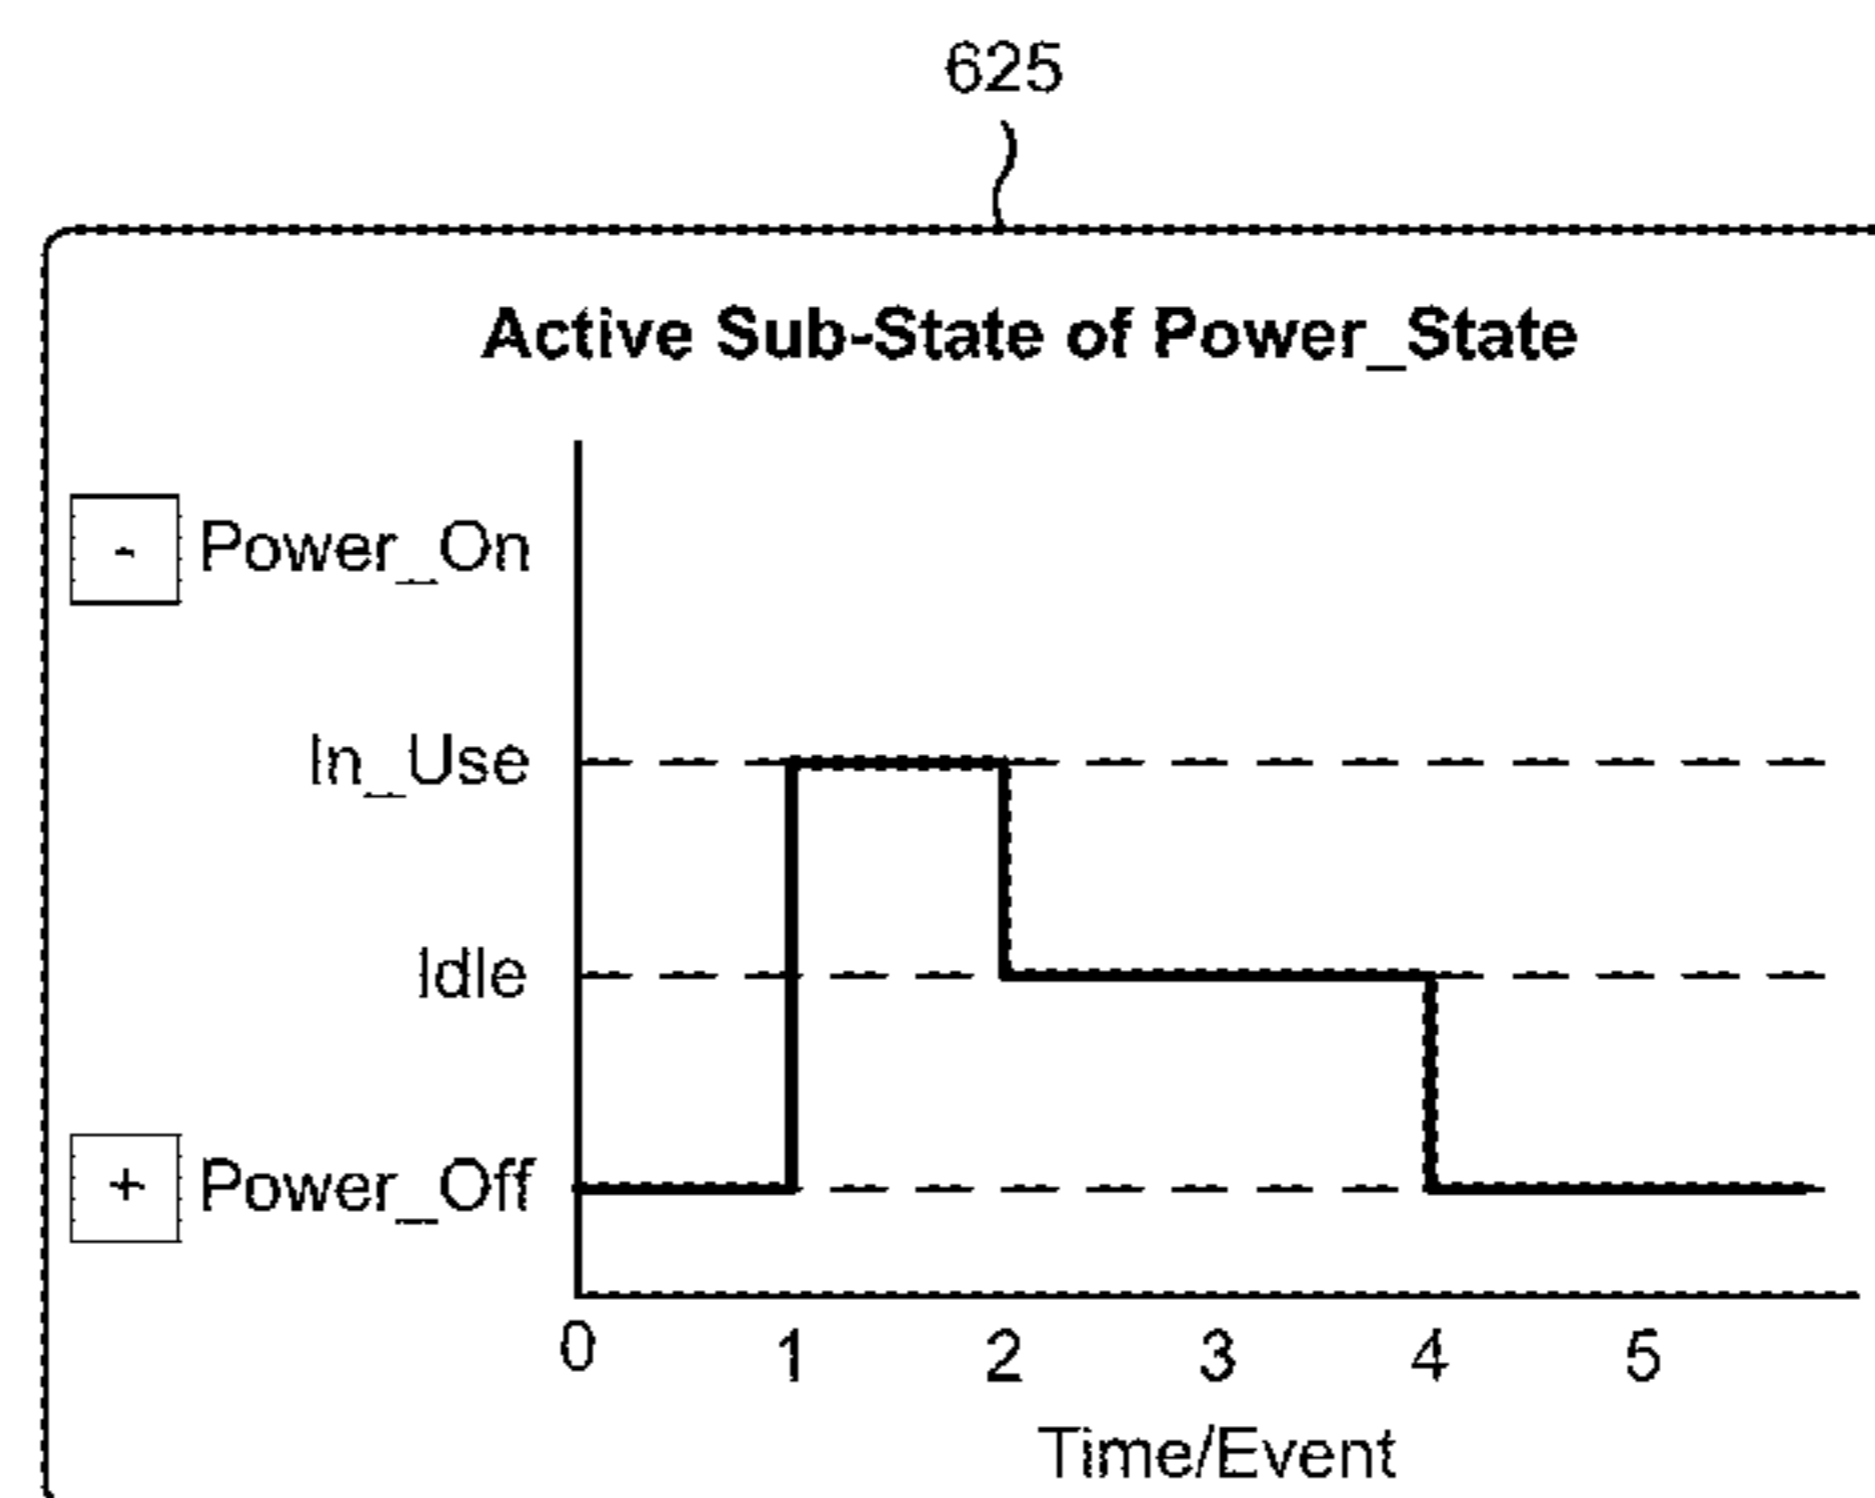 625
Active Sub-State of Power_State
- Power_On
In_Use
Idle
+ Power_Off
0 1 2 3 4 5
Time/Event